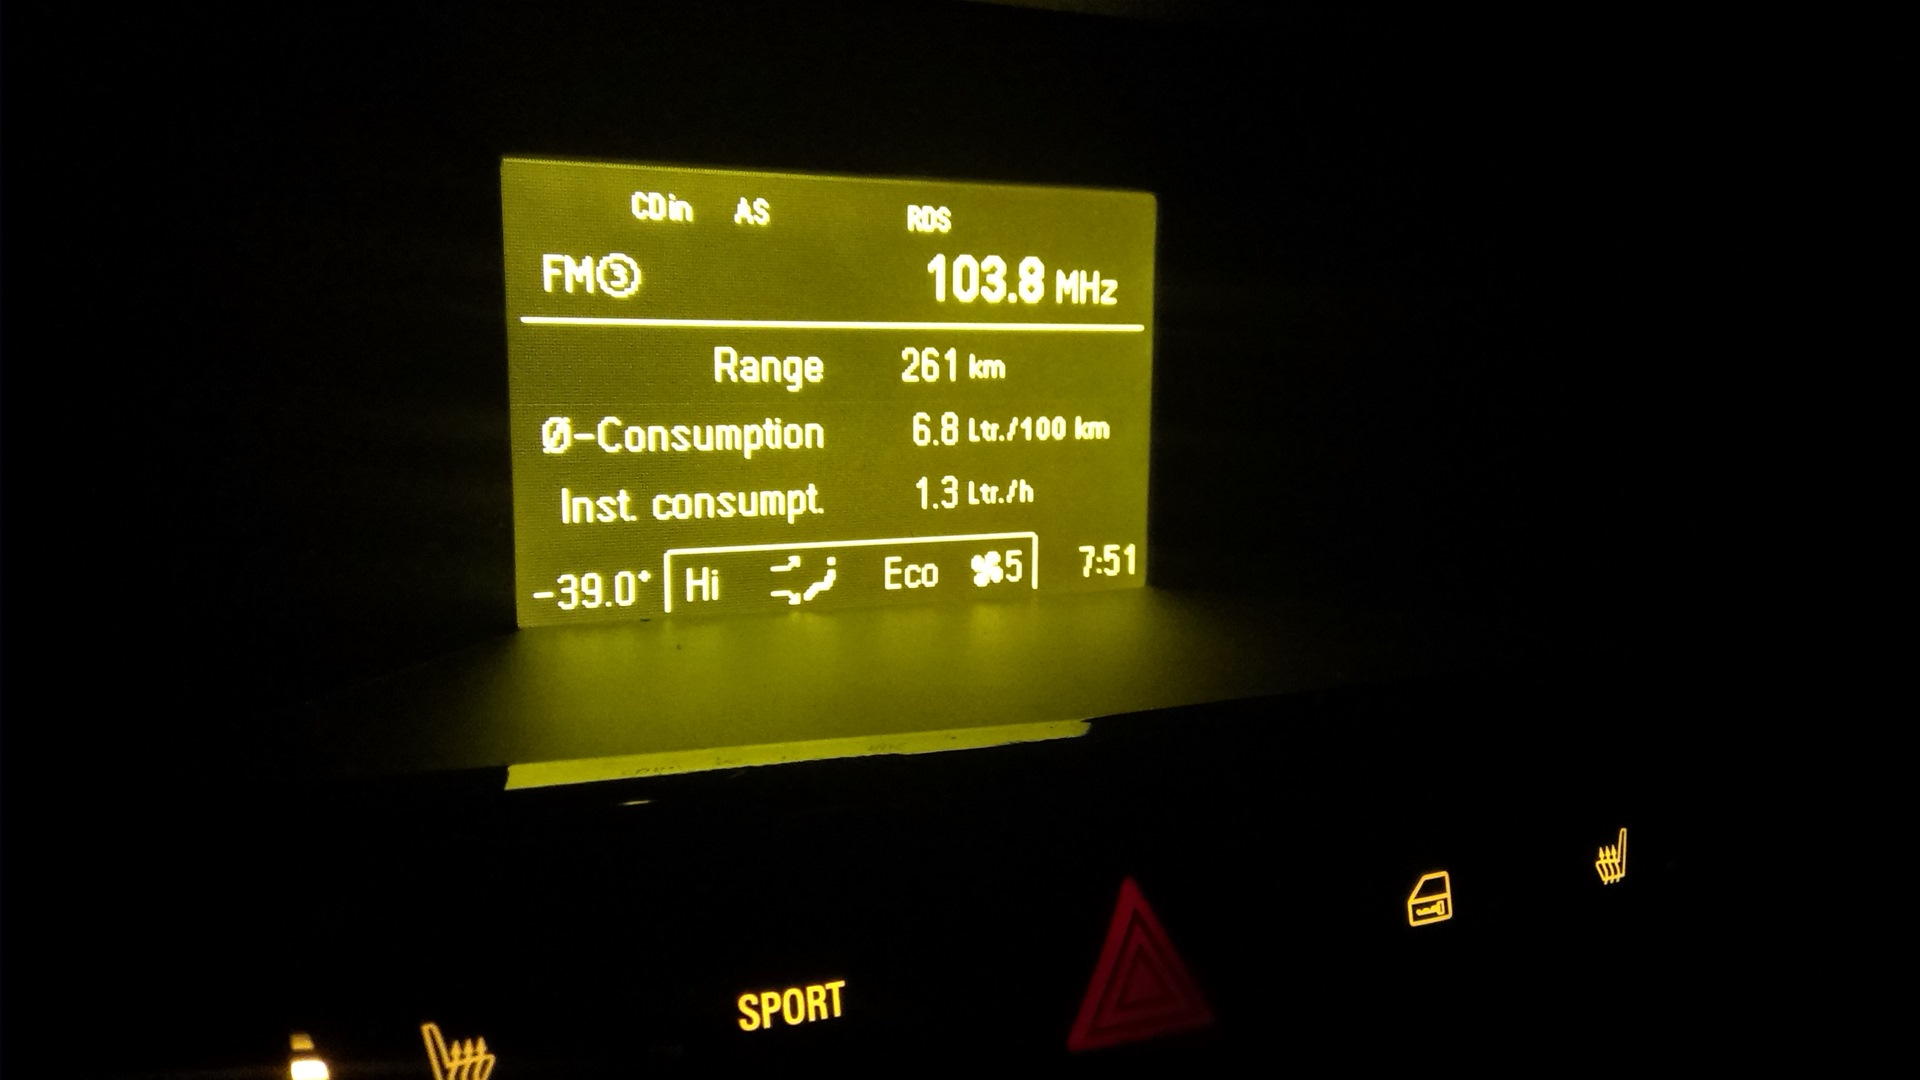 CDin AS RDS
FM③ 103.8 MHz
Range 261 km
Ø-Consumption 6.8 Ltr./100 km
Inst. consumpt. 1.3 Ltr./h
-39.0° Hi Eco 5 7:51
SPORT